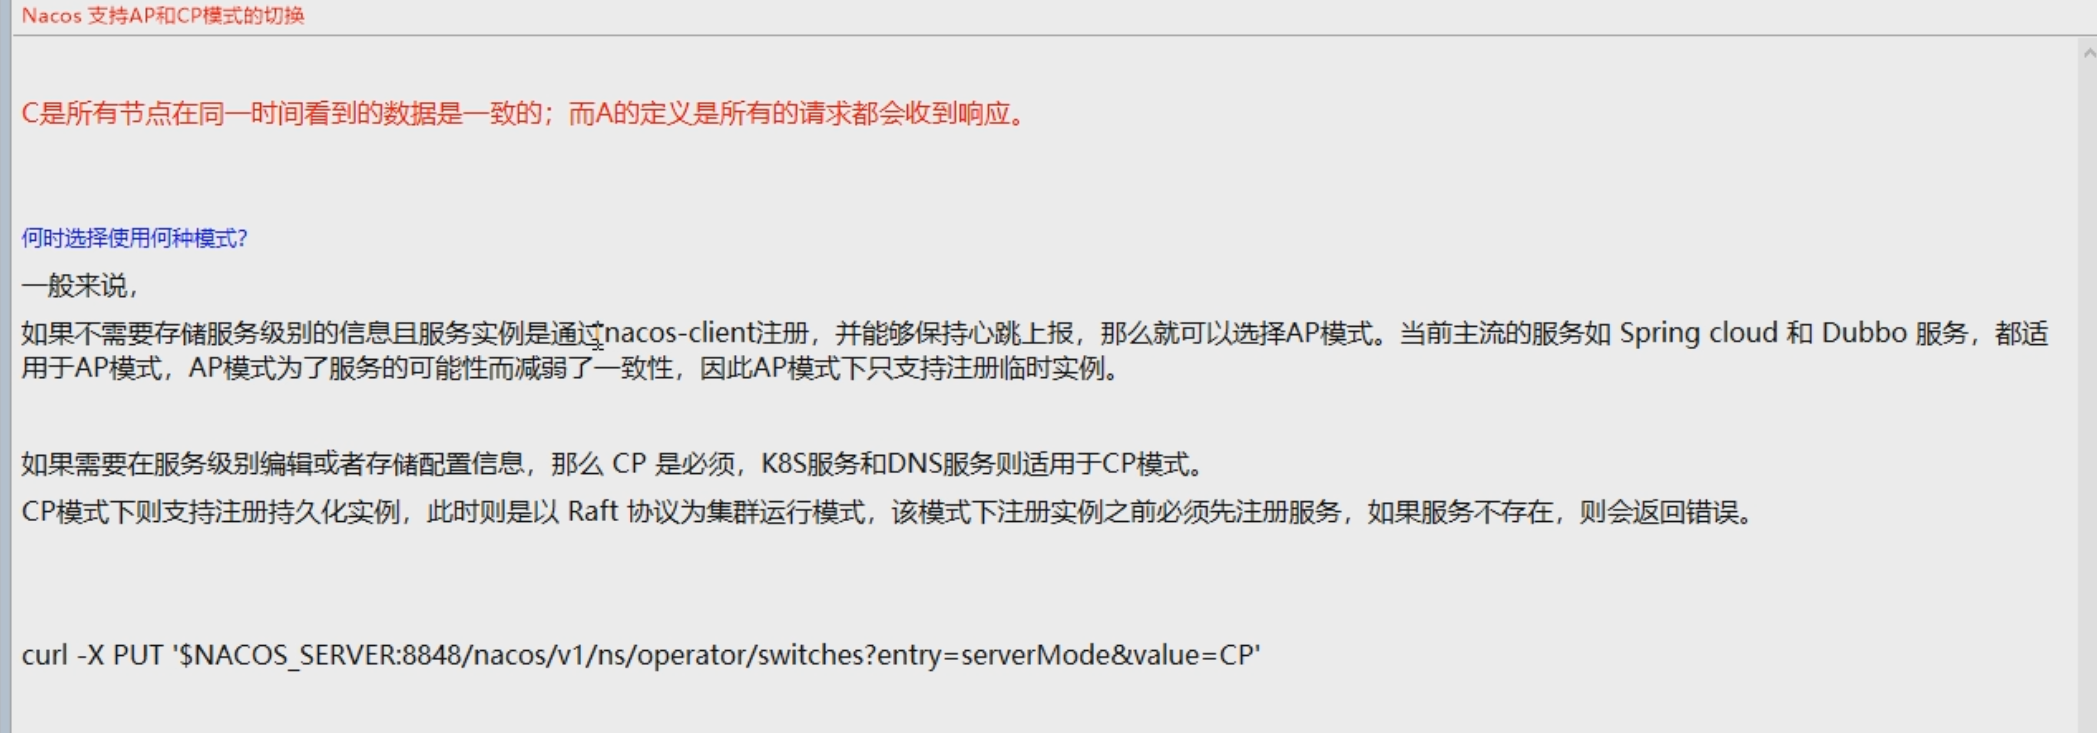 Nacos 支持AP和CP模式的切换
C是所有节点在同一时间看到的数据是一致的；而A的定义是所有的请求都会收到响应。
何时选择使用何种模式?
一般来说，
如果不需要存储服务级别的信息且服务实例是通过nacos-client注册，并能够保持心跳上报，那么就可以选择AP模式。当前主流的服务如 Spring cloud 和 Dubbo 服务，都适
用于AP模式，AP模式为了服务的可能性而减弱了一致性，因此AP模式下只支持注册临时实例。
如果需要在服务级别编辑或者存储配置信息，那么 CP 是必须，K8S服务和DNS服务则适用于CP模式。
CP模式下则支持注册持久化实例，此时则是以 Raft 协议为集群运行模式，该模式下注册实例之前必须先注册服务，如果服务不存在，则会返回错误。
curl -X PUT '$NACOS_SERVER:8848/nacos/v1/ns/operator/switches?entry=serverMode&value=CP'